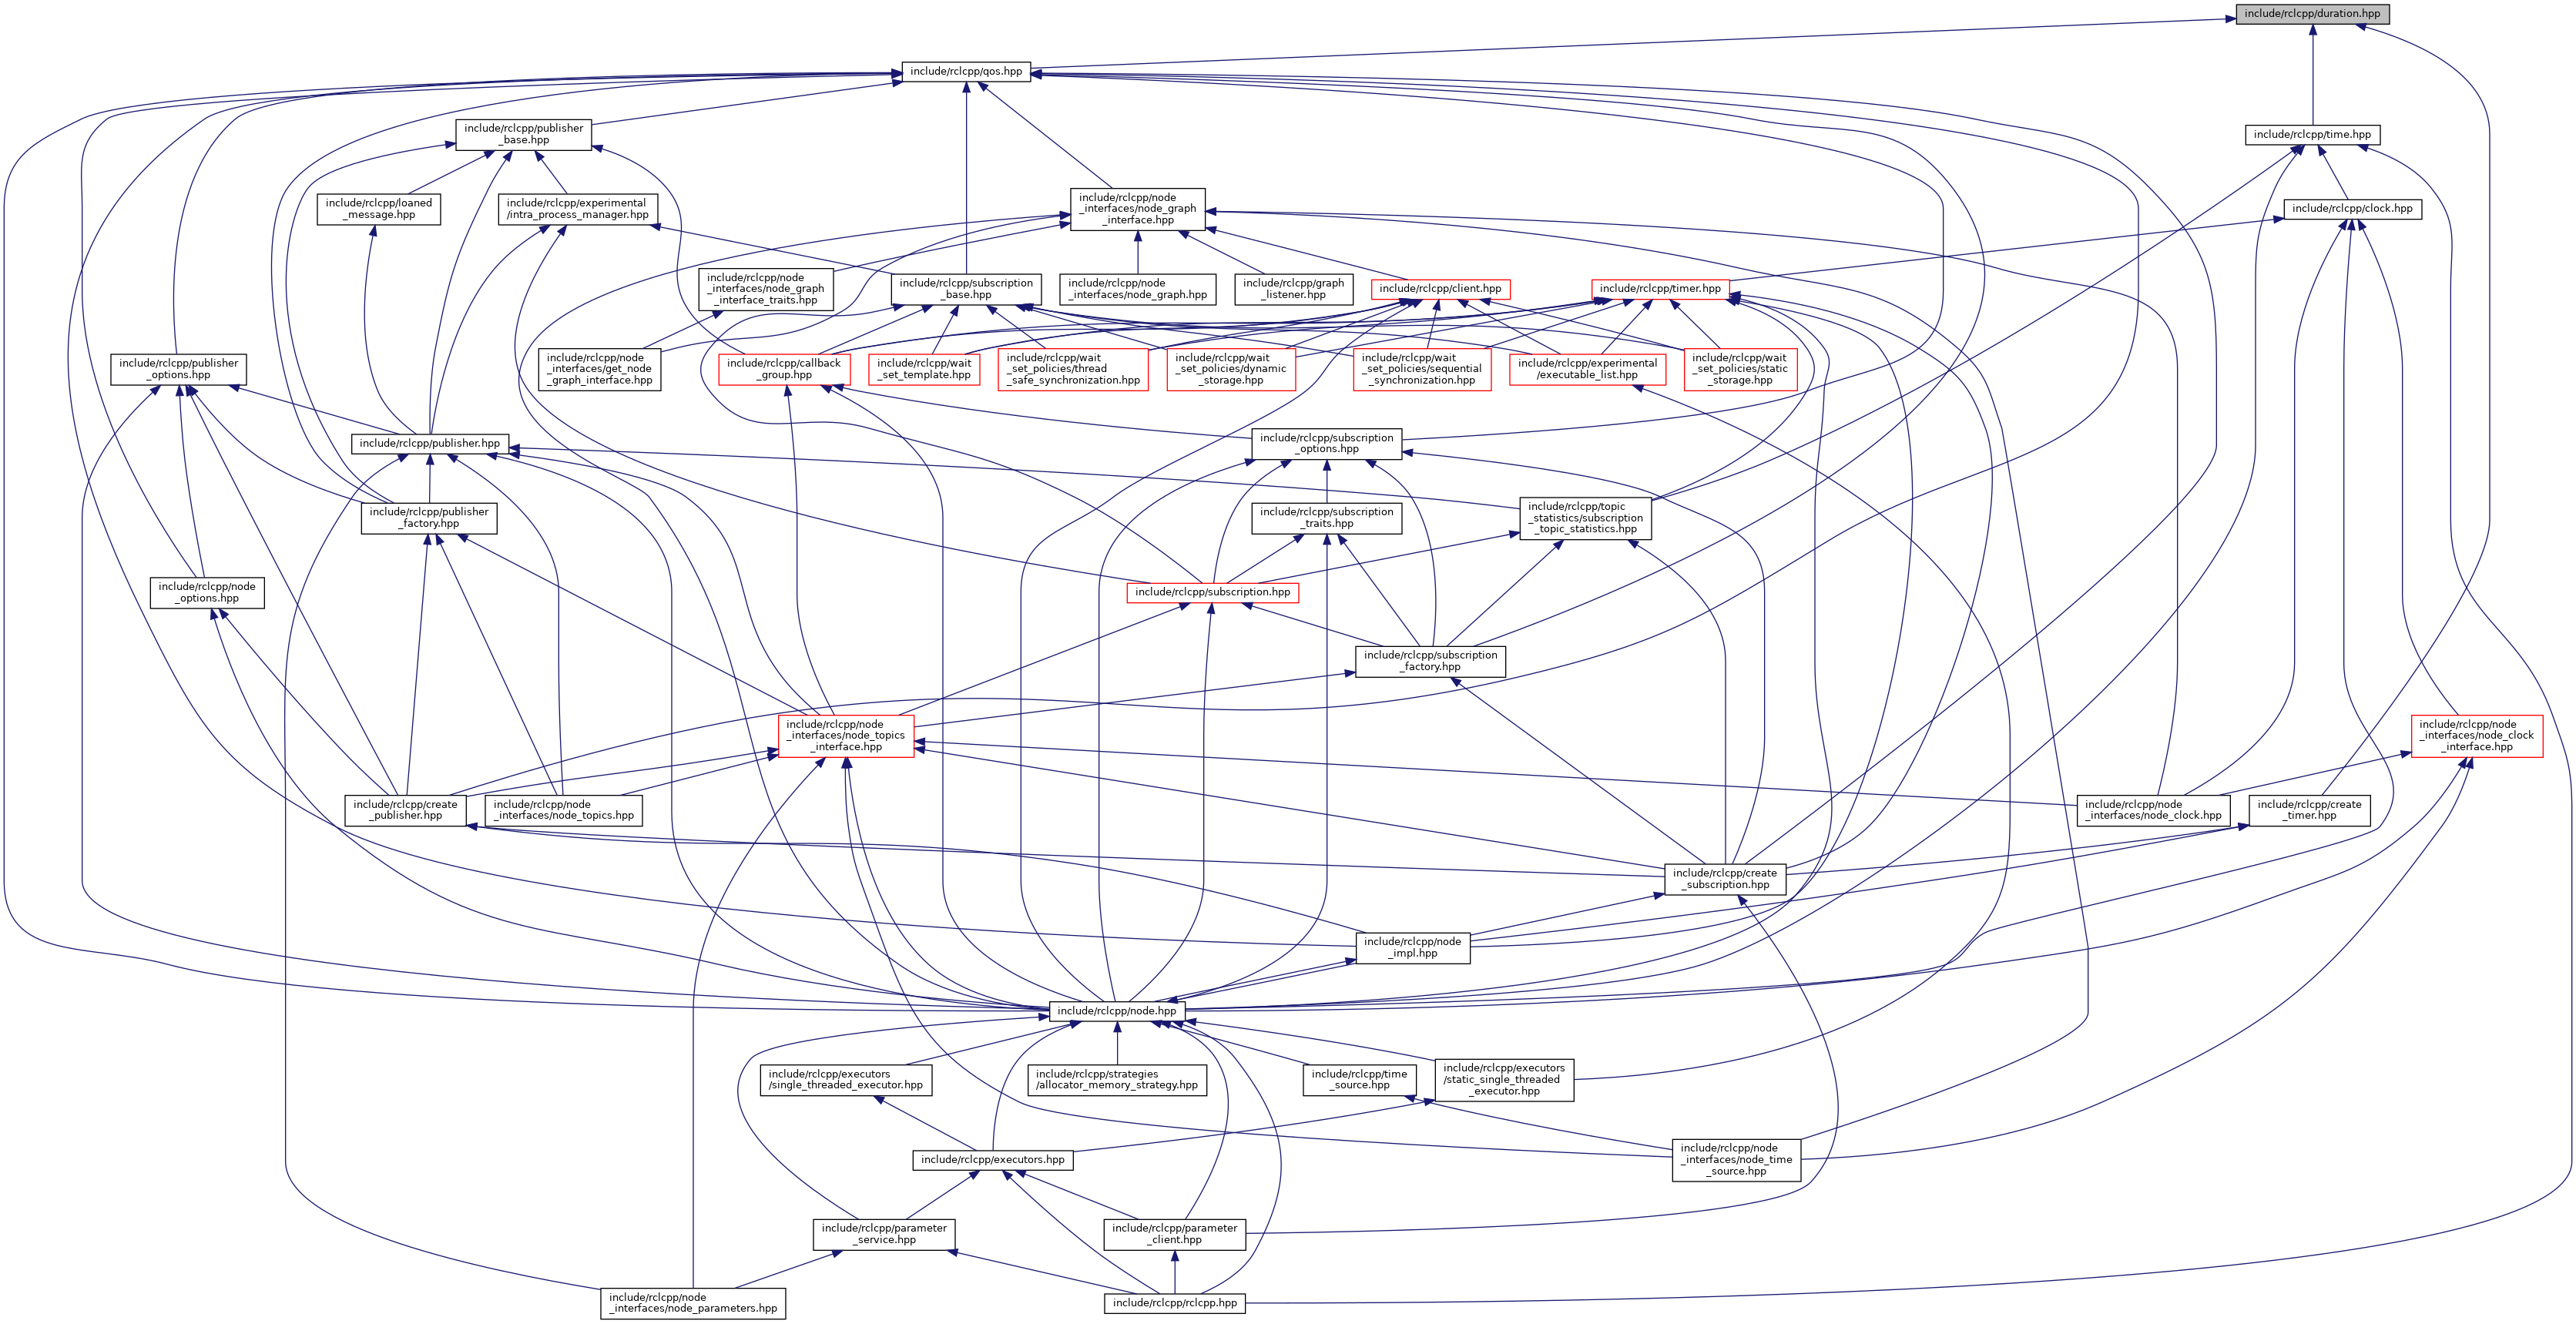 include/rclcpp/duration.hpp
include/rclcpp/qos.hpp
include/rclcpp/publisher
_base.hpp
include/rclcpp/time.hpp
include/rclcpp/loaned
_message.hpp
include/rclcpp/experimental
/intra_process_manager.hpp
include/rclcpp/node
_interfaces/node_graph
_interface.hpp
include/rclcpp/clock.hpp
include/rclcpp/node
_interfaces/node_graph
_interface_traits.hpp
include/rclcpp/subscription
_base.hpp
include/rclcpp/node
_interfaces/node_graph.hpp
include/rclcpp/graph
_listener.hpp
include/rclcpp/client.hpp
include/rclcpp/timer.hpp
include/rclcpp/publisher
_options.hpp
include/rclcpp/node
_interfaces/get_node
_graph_interface.hpp
include/rclcpp/callback
_group.hpp
include/rclcpp/wait
_set_template.hpp
include/rclcpp/wait
_set_policies/thread
_safe_synchronization.hpp
include/rclcpp/wait
_set_policies/dynamic
_storage.hpp
include/rclcpp/wait
_set_policies/sequential
_synchronization.hpp
include/rclcpp/experimental
/executable_list.hpp
include/rclcpp/wait
_set_policies/static
_storage.hpp
include/rclcpp/publisher.hpp
include/rclcpp/subscription
_options.hpp
include/rclcpp/publisher
_factory.hpp
include/rclcpp/subscription
_traits.hpp
include/rclcpp/topic
_statistics/subscription
_topic_statistics.hpp
include/rclcpp/node
_options.hpp
include/rclcpp/subscription.hpp
include/rclcpp/subscription
_factory.hpp
include/rclcpp/node
_interfaces/node_topics
_interface.hpp
include/rclcpp/node
_interfaces/node_clock
_interface.hpp
include/rclcpp/create
_publisher.hpp
include/rclcpp/node
_interfaces/node_topics.hpp
include/rclcpp/node
_interfaces/node_clock.hpp
include/rclcpp/create
_timer.hpp
include/rclcpp/create
_subscription.hpp
include/rclcpp/node
_impl.hpp
include/rclcpp/node.hpp
include/rclcpp/executors
/single_threaded_executor.hpp
include/rclcpp/strategies
/allocator_memory_strategy.hpp
include/rclcpp/time
_source.hpp
include/rclcpp/executors
/static_single_threaded
_executor.hpp
include/rclcpp/executors.hpp
include/rclcpp/node
_interfaces/node_time
_source.hpp
include/rclcpp/parameter
_service.hpp
include/rclcpp/parameter
_client.hpp
include/rclcpp/node
_interfaces/node_parameters.hpp
include/rclcpp/rclcpp.hpp